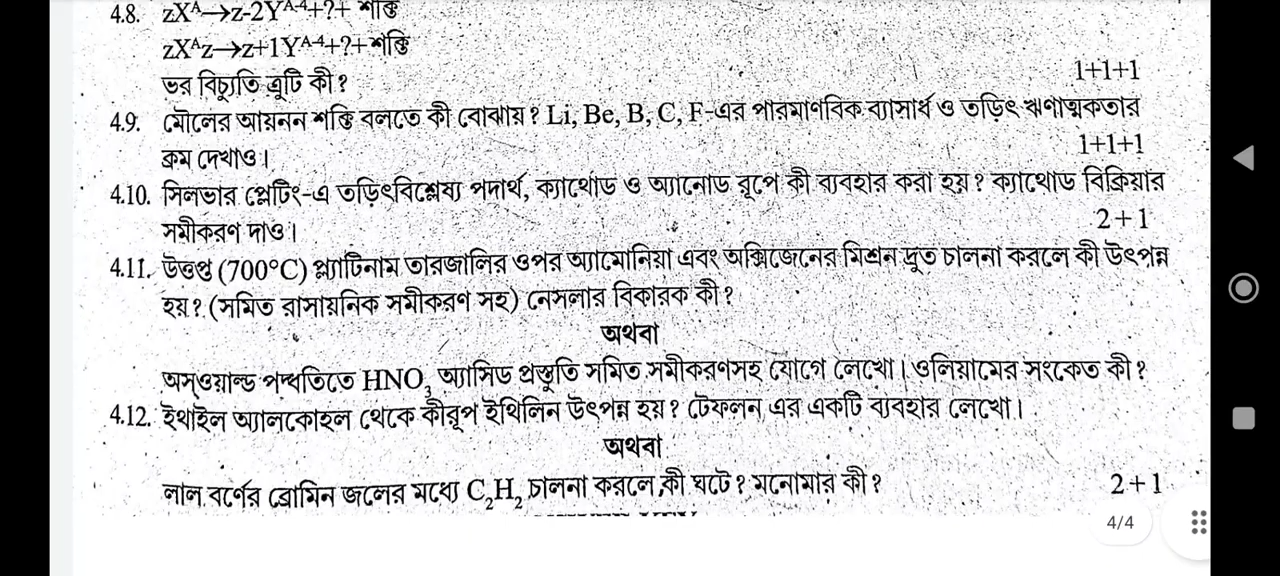 4.8. zXᴬ→z-2Yᴬ⁻⁴+?+ শক্তি
zXᴬz→z+1Yᴬ⁻⁴+?+শক্তি
ভর বিচ্যুতি ত্রুটি কী?
1+1+1
4.9. মৌলের আয়নন শক্তি বলতে কী বোঝায়? Li, Be, B, C, F-এর পারমাণবিক ব্যাসার্ধ ও তড়িৎ ঋণাত্মকতার
ক্রম দেখাও।
1+1+1
4.10. সিলভার প্লেটিং-এ তড়িৎবিশ্লেষ্য পদার্থ, ক্যাথোড ও অ্যানোড রূপে কী ব্যবহার করা হয়? ক্যাথোড বিক্রিয়ার
সমীকরণ দাও।
2+1
4.11. উত্তপ্ত (700°C) প্ল্যাটিনাম তারজালির ওপর অ্যামোনিয়া এবং অক্সিজেনের মিশ্রন দ্রুত চালনা করলে কী উৎপন্ন
হয়? (সমিত রাসায়নিক সমীকরণ সহ) নেসলার বিকারক কী?
অথবা
অস্ওয়াল্ড পদ্ধতিতে HNO₃ অ্যাসিড প্রস্তুতি সমিত সমীকরণসহ যোগে লেখো। ওলিয়ামের সংকেত কী?
4.12. ইথাইল অ্যালকোহল থেকে কীরূপ ইথিলিন উৎপন্ন হয়? টেফলন এর একটি ব্যবহার লেখো।
অথবা
লাল বর্ণের ব্রোমিন জলের মধ্যে C₂H₂ চালনা করলে কী ঘটে? মনোমার কী?
2+1
4/4